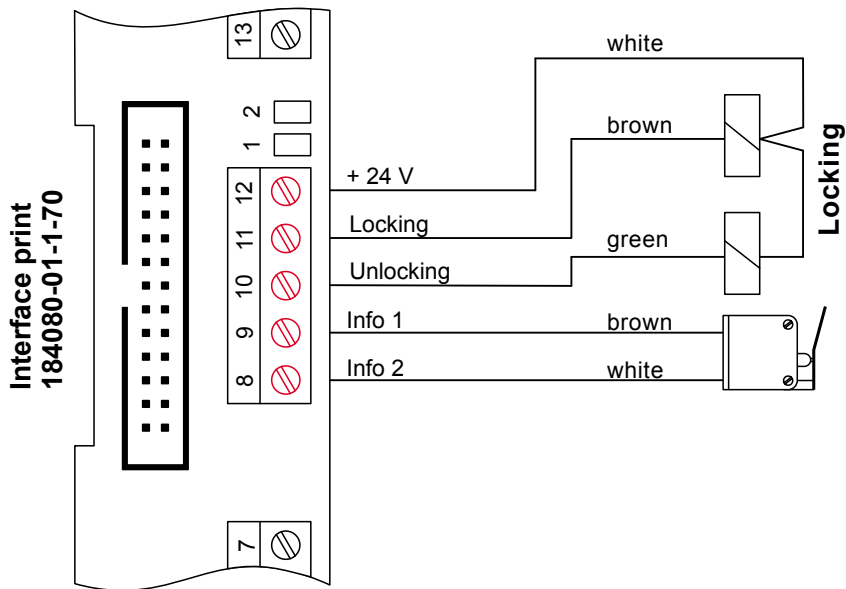 Interface print
184080-01-1-70
13
2
1
12
11
10
9
8
7
+ 24 V
Locking
Unlocking
Info 1
Info 2
white
brown
green
brown
white
Locking